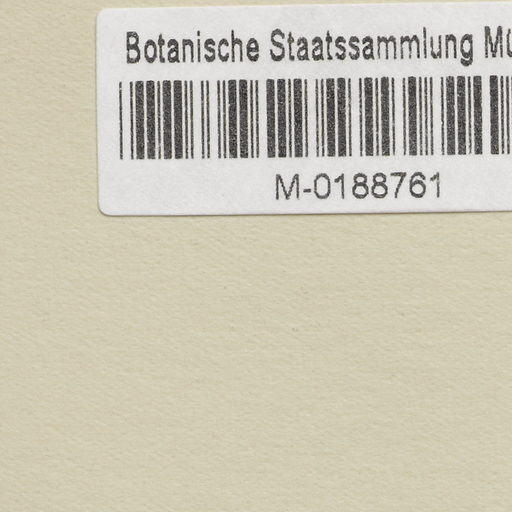 Botanische Staatssammlung Mü
M-0188761